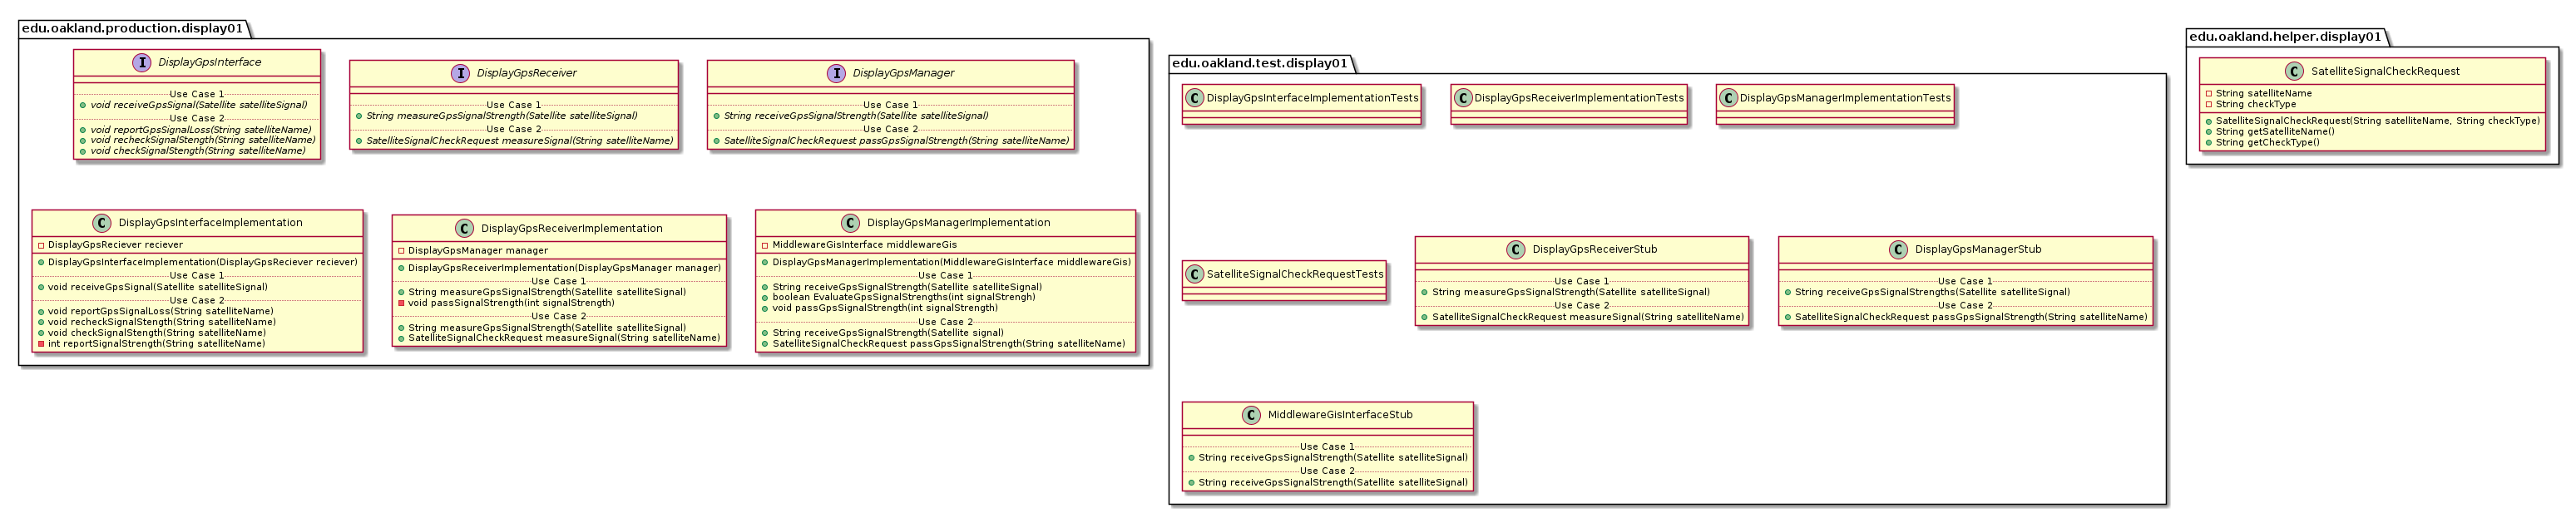 edu.oakland.production.display01
I DisplayGpsInterface
Use Case 1
void receiveGpsSignal(Satellite satelliteSignal)
Use Case 2
void reportGpsSignalLoss(String satelliteName)
void recheckSignalStength(String satelliteName)
void checkSignalStength(String satelliteName)
I DisplayGpsReceiver
Use Case 1
String measureGpsSignalStrength(Satellite satelliteSignal)
Use Case 2
SatelliteSignalCheckRequest measureSignal(String satelliteName)
I DisplayGpsManager
Use Case 1
String receiveGpsSignalStrength(Satellite satelliteSignal)
Use Case 2
SatelliteSignalCheckRequest passGpsSignalStrength(String satelliteName)
C DisplayGpsInterfaceImplementation
DisplayGpsReciever reciever
DisplayGpsInterfaceImplementation(DisplayGpsReciever reciever)
Use Case 1
void receiveGpsSignal(Satellite satelliteSignal)
Use Case 2
void reportGpsSignalLoss(String satelliteName)
void recheckSignalStength(String satelliteName)
void checkSignalStength(String satelliteName)
int reportSignalStrength(String satelliteName)
C DisplayGpsReceiverImplementation
DisplayGpsManager manager
DisplayGpsReceiverImplementation(DisplayGpsManager manager)
Use Case 1
String measureGpsSignalStrength(Satellite satelliteSignal)
void passSignalStrength(int signalStrength)
Use Case 2
String measureGpsSignalStrength(Satellite satelliteSignal)
SatelliteSignalCheckRequest measureSignal(String satelliteName)
C DisplayGpsManagerImplementation
MiddlewareGisInterface middlewareGis
DisplayGpsManagerImplementation(MiddlewareGisInterface middlewareGis)
Use Case 1
String receiveGpsSignalStrength(Satellite satelliteSignal)
boolean EvaluateGpsSignalStrengths(int signalStrengh)
void passGpsSignalStrength(int signalStrength)
Use Case 2
String receiveGpsSignalStrength(Satellite signal)
SatelliteSignalCheckRequest passGpsSignalStrength(String satelliteName)
edu.oakland.test.display01
C DisplayGpsInterfaceImplementationTests
C DisplayGpsReceiverImplementationTests
C DisplayGpsManagerImplementationTests
C SatelliteSignalCheckRequestTests
C DisplayGpsReceiverStub
Use Case 1
String measureGpsSignalStrength(Satellite satelliteSignal)
Use Case 2
SatelliteSignalCheckRequest measureSignal(String satelliteName)
C DisplayGpsManagerStub
Use Case 1
String receiveGpsSignalStrengths(Satellite satelliteSignal)
Use Case 2
SatelliteSignalCheckRequest passGpsSignalStrength(String satelliteName)
C MiddlewareGisInterfaceStub
Use Case 1
String receiveGpsSignalStrength(Satellite satelliteSignal)
Use Case 2
String receiveGpsSignalStrength(Satellite satelliteSignal)
edu.oakland.helper.display01
C SatelliteSignalCheckRequest
String satelliteName
String checkType
SatelliteSignalCheckRequest(String satelliteName, String checkType)
String getSatelliteName()
String getCheckType()